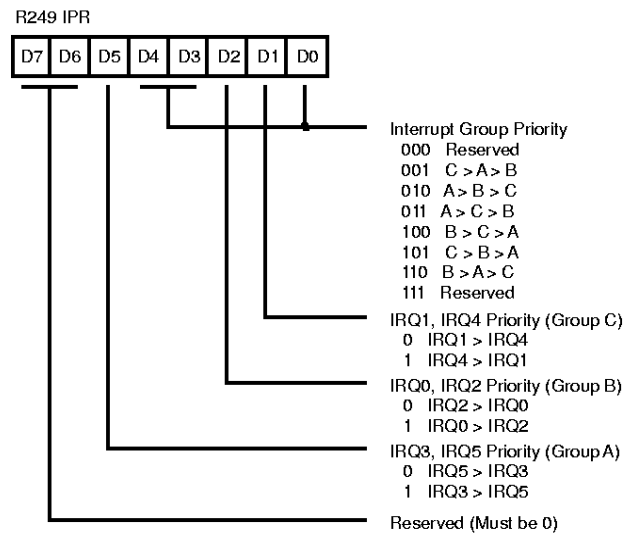 R249 IPR
D7 D6 D5 D4 D3 D2 D1 D0
Interrupt Group Priority
000 Reserved
001 C > A > B
010 A > B > C
011 A > C > B
100 B > C > A
101 C > B > A
110 B > A > C
111 Reserved
IRQ1, IRQ4 Priority (Group C)
0 IRQ1 > IRQ4
1 IRQ4 > IRQ1
IRQ0, IRQ2 Priority (Group B)
0 IRQ2 > IRQ0
1 IRQ0 > IRQ2
IRQ3, IRQ5 Priority (Group A)
0 IRQ5 > IRQ3
1 IRQ3 > IRQ5
Reserved (Must be 0)